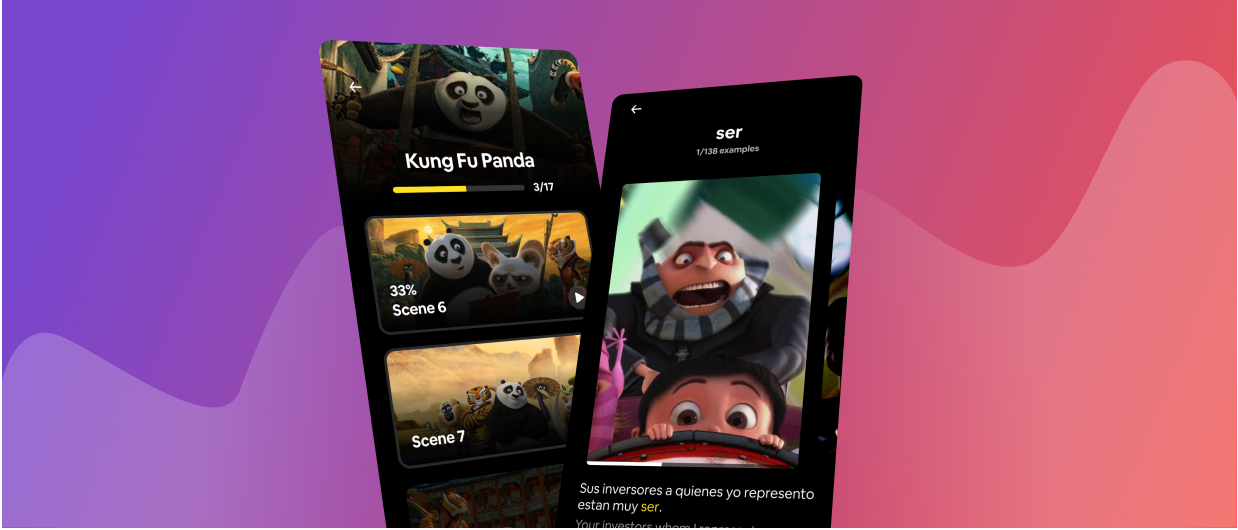 Kung Fu Panda
3/17
33%
Scene 6
Scene 7
ser
1/138 examples
Sus inversores a quienes yo represento
estan muy ser.
Your investors whom I